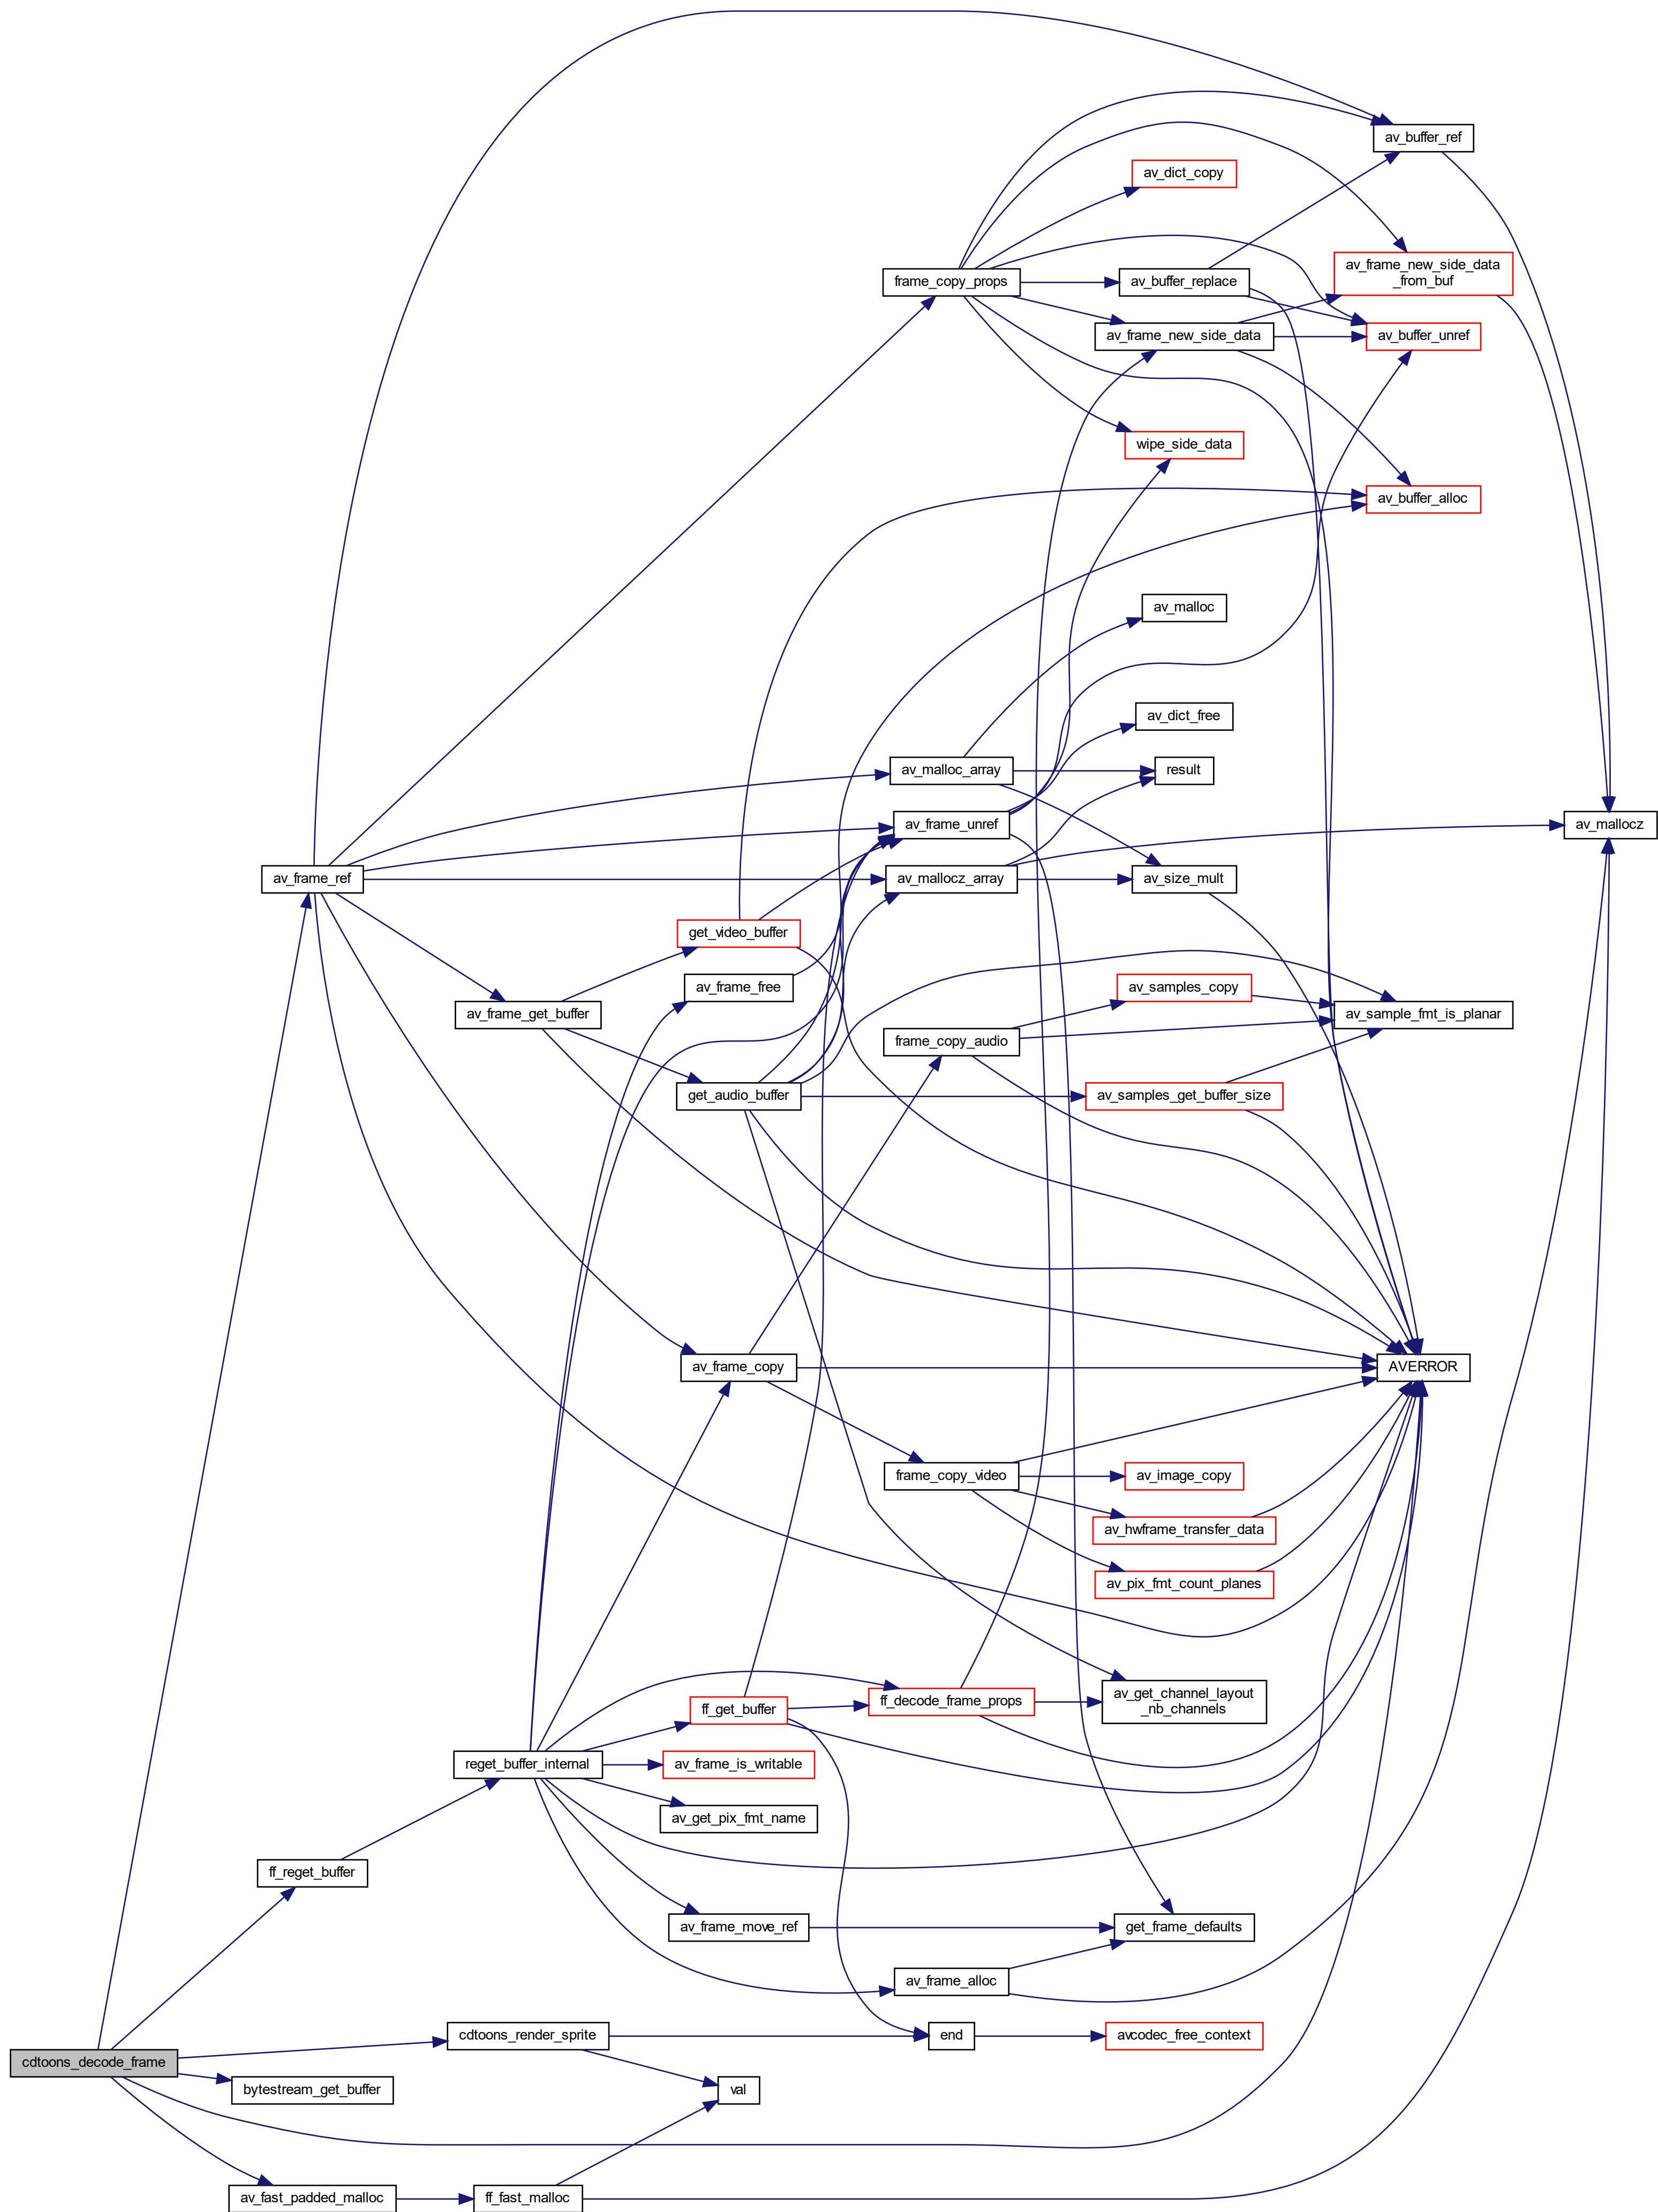 av_buffer_ref
av_dict_copy
av_frame_new_side_data
_from_buf
frame_copy_props
av_buffer_replace
av_frame_new_side_data
av_buffer_unref
wipe_side_data
av_buffer_alloc
av_malloc
av_dict_free
av_malloc_array
result
av_frame_unref
av_mallocz
av_frame_ref
av_mallocz_array
av_size_mult
get_video_buffer
av_frame_free
av_samples_copy
av_frame_get_buffer
av_sample_fmt_is_planar
frame_copy_audio
get_audio_buffer
av_samples_get_buffer_size
av_frame_copy
AVERROR
frame_copy_video
av_image_copy
av_hwframe_transfer_data
av_pix_fmt_count_planes
ff_get_buffer
ff_decode_frame_props
av_get_channel_layout
_nb_channels
reget_buffer_internal
av_frame_is_writable
av_get_pix_fmt_name
ff_reget_buffer
av_frame_move_ref
get_frame_defaults
av_frame_alloc
cdtoons_render_sprite
end
avcodec_free_context
cdtoons_decode_frame
bytestream_get_buffer
val
av_fast_padded_malloc
ff_fast_malloc